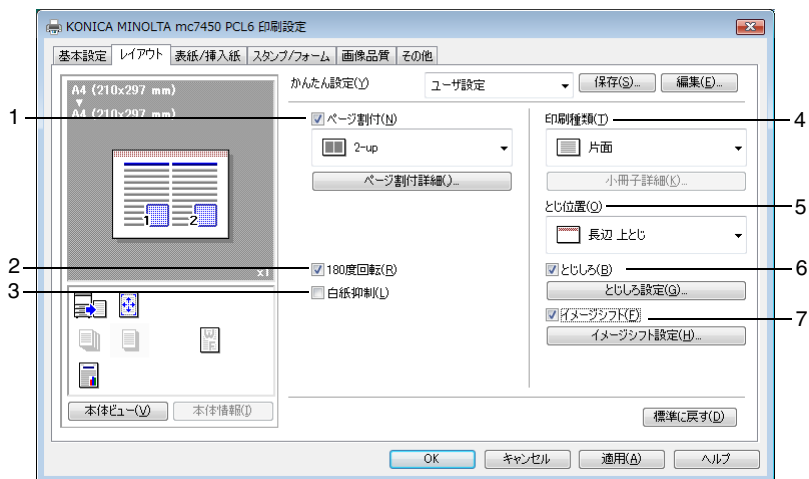 KONICA MINOLTA mc7450 PCL6 印刷設定
基本設定 レイアウト 表紙/挿入紙 スタンプ/フォーム 画像品質 その他
A4 (210x297 mm)
A4 (210x297 mm)
1 2
x1
本体ビュー(V) 本体情報(I)
かんたん設定(Y) ユーザ設定 保存(S)... 編集(E)...
1
ページ割付(N)
2-up
ページ割付詳細()...
2
180度回転(R)
3
白紙抑制(L)
印刷種類(T)
4
片面
小冊子詳細(K)...
とじ位置(O)
5
長辺 上とじ
とじしろ(B)
6
とじしろ設定(G)...
イメージシフト(F)
7
イメージシフト設定(H)...
標準に戻す(D)
OK キャンセル 適用(A) ヘルプ